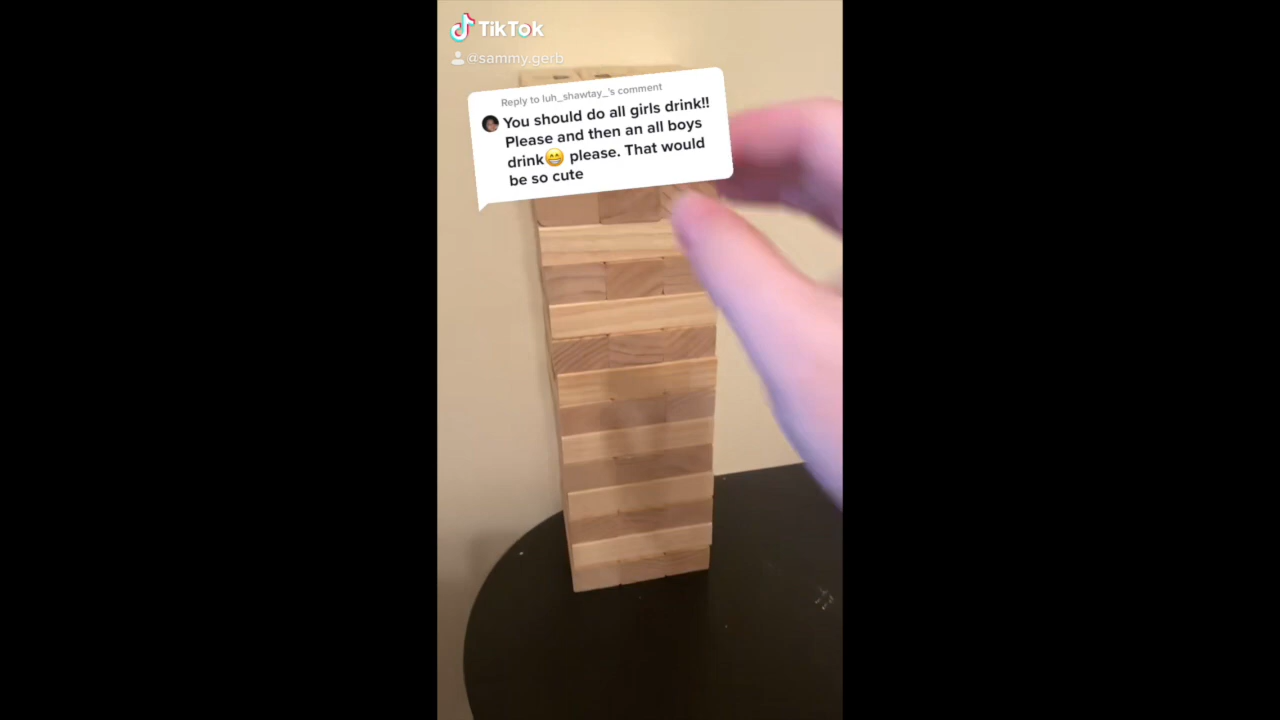 TikTok
@sammy.gerb
Reply to luh_shawtay_'s comment
You should do all girls drink!!
Please and then an all boys
drink😁 please. That would
be so cute